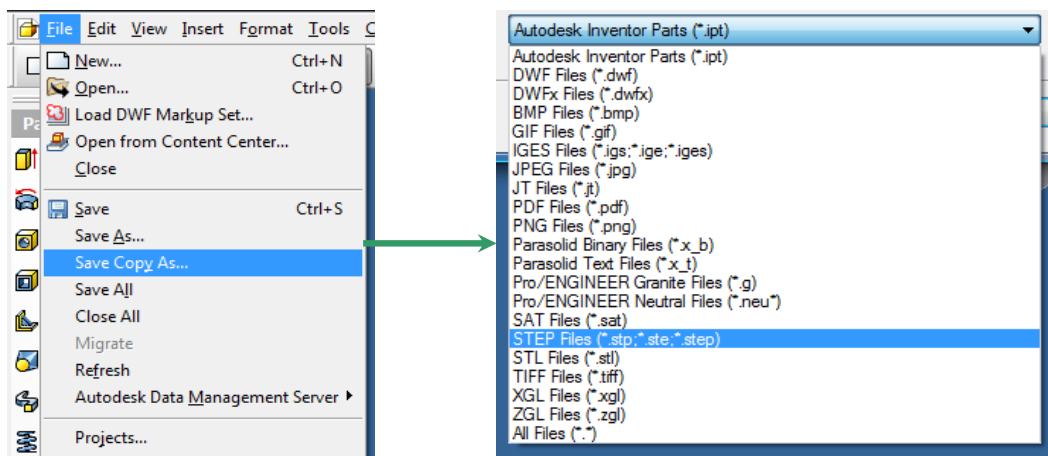 File Edit View Insert Format Tools
New... Ctrl+N
Open... Ctrl+O
Load DWF Markup Set...
Open from Content Center...
Close
Save Ctrl+S
Save As...
Save Copy As...
Save All
Close All
Migrate
Refresh
Autodesk Data Management Server
Projects...
Autodesk Inventor Parts (*.ipt)
Autodesk Inventor Parts (*.ipt)
DWF Files (*.dwf)
DWFx Files (*.dwfx)
BMP Files (*.bmp)
GIF Files (*.gif)
IGES Files (*.igs;*.ige;*.iges)
JPEG Files (*.jpg)
JT Files (*.jt)
PDF Files (*.pdf)
PNG Files (*.png)
Parasolid Binary Files (*.x_b)
Parasolid Text Files (*.x_t)
Pro/ENGINEER Granite Files (*.g)
Pro/ENGINEER Neutral Files (*.neu*)
SAT Files (*.sat)
STEP Files (*.stp;*.ste;*.step)
STL Files (*.stl)
TIFF Files (*.tiff)
XGL Files (*.xgl)
ZGL Files (*.zgl)
All Files (*.*)